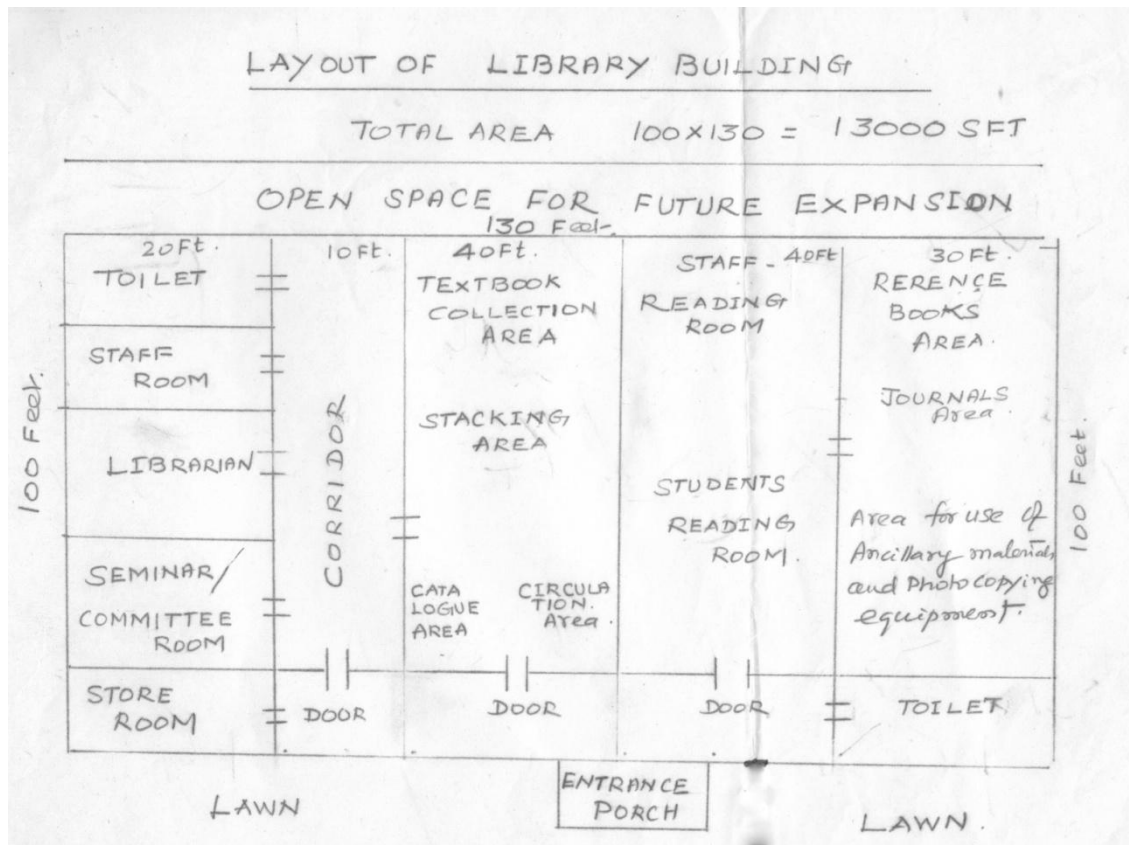 LAYOUT OF LIBRARY BUILDING
TOTAL AREA 100×130 = 13000 SFT
OPEN SPACE FOR FUTURE EXPANSION
130 Feet
20Ft.
TOILET
STAFF
ROOM
LIBRARIAN
SEMINAR/
COMMITTEE
ROOM
STORE
ROOM
100 Feet.
10Ft.
CORRIDOR
DOOR
40Ft.
TEXTBOOK
COLLECTION
AREA
STACKING
AREA
CATA
LOGUE
AREA
CIRCULA
TION.
Area.
DOOR
STAFF - 40Ft
READING
ROOM
STUDENTS
READING
ROOM.
DOOR
30Ft.
RERENCE
BOOKS
AREA.
JOURNALS
Area.
Area for use of
Ancillary materials
and Photocopying
equipment.
TOILET
100 Feet.
LAWN
ENTRANCE
PORCH
LAWN.